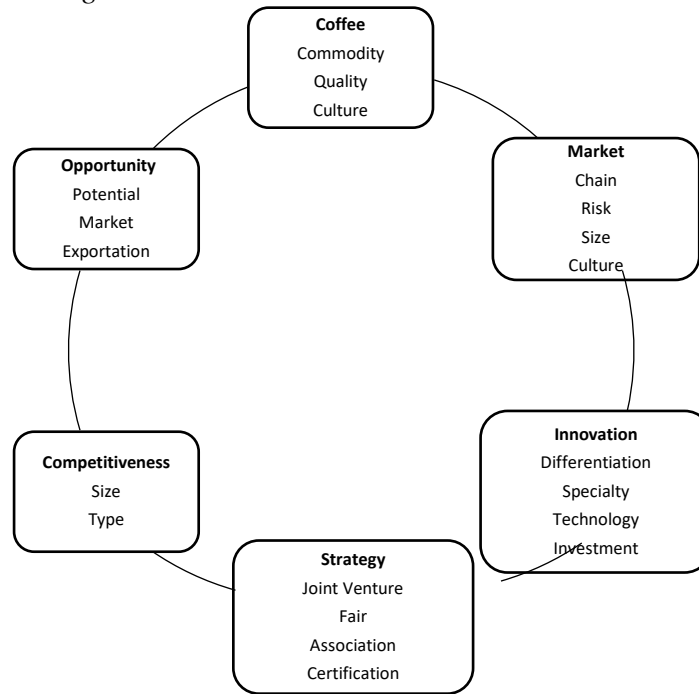 Coffee
Commodity
Quality
Culture
Market
Chain
Risk
Size
Culture
Innovation
Differentiation
Specialty
Technology
Investment
Strategy
Joint Venture
Fair
Association
Certification
Competitiveness
Size
Type
Opportunity
Potential
Market
Exportation